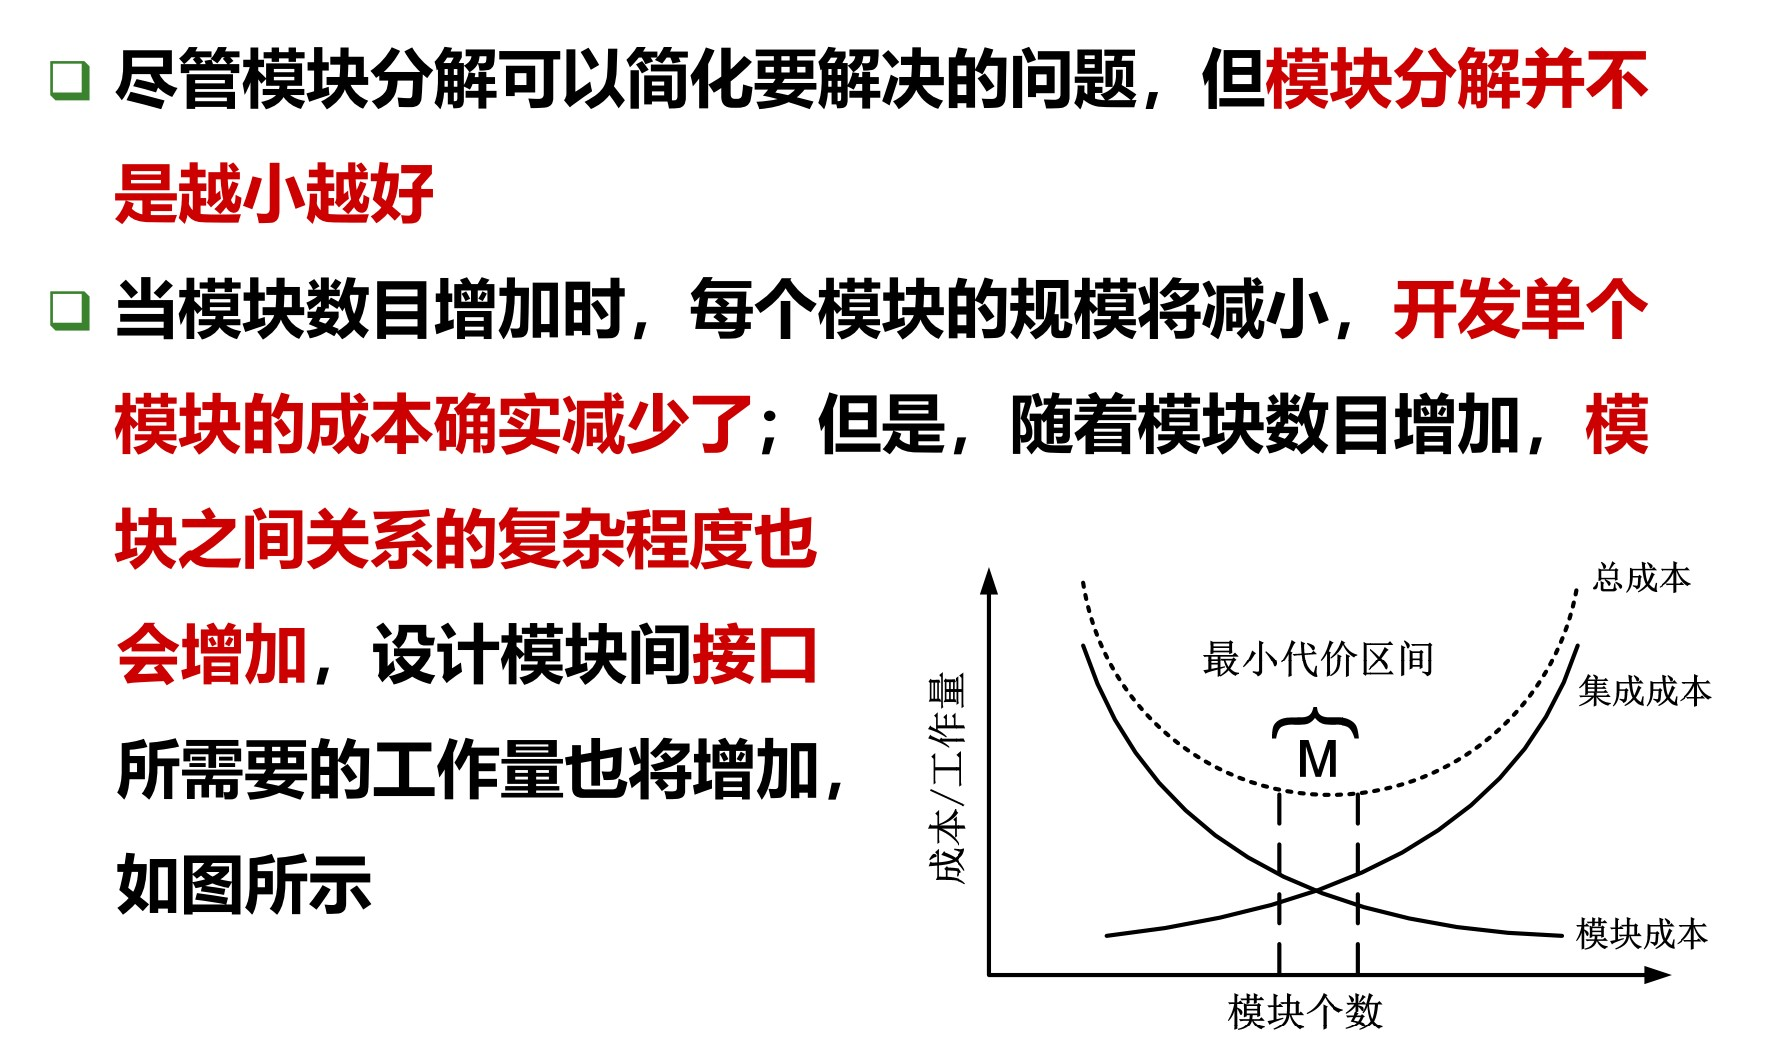 尽管模块分解可以简化要解决的问题，但模块分解并不
是越小越好
当模块数目增加时，每个模块的规模将减小，开发单个
模块的成本确实减少了；但是，随着模块数目增加，模
块之间关系的复杂程度也
会增加，设计模块间接口
所需要的工作量也将增加，
如图所示
总成本
最小代价区间
集成成本
M
成本/工作量
模块成本
模块个数